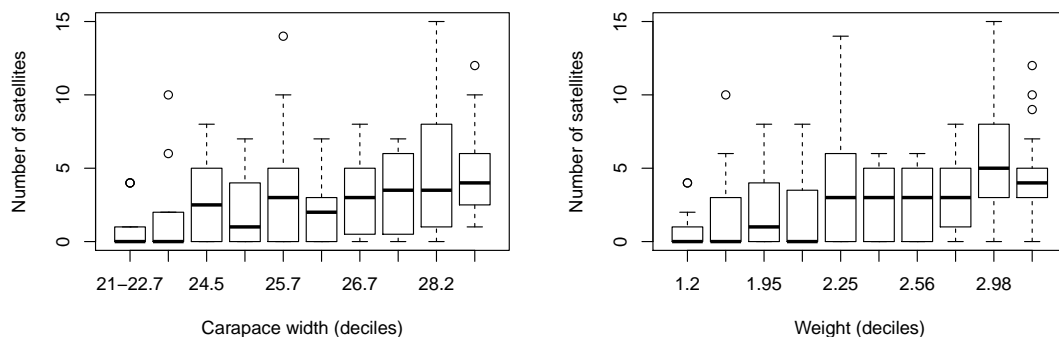 Number of satellites
15
10
5
0
21−22.7 24.5 25.7 26.7 28.2
Carapace width (deciles)
Number of satellites
15
10
5
0
1.2 1.95 2.25 2.56 2.98
Weight (deciles)